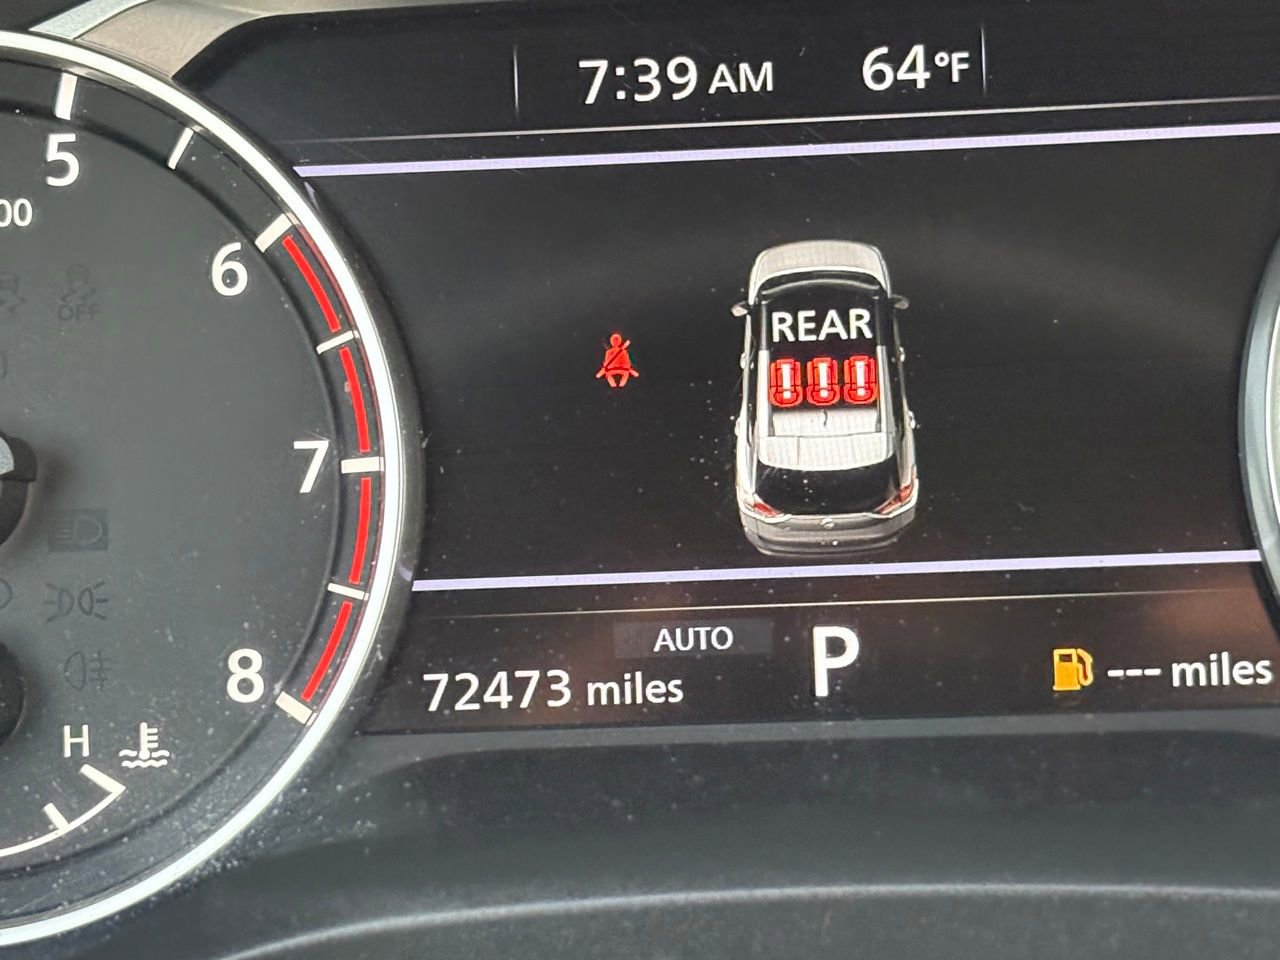 7:39 AM 64°F
5
00
6
OFF
REAR
7
AUTO
P
8
72473 miles
--- miles
H